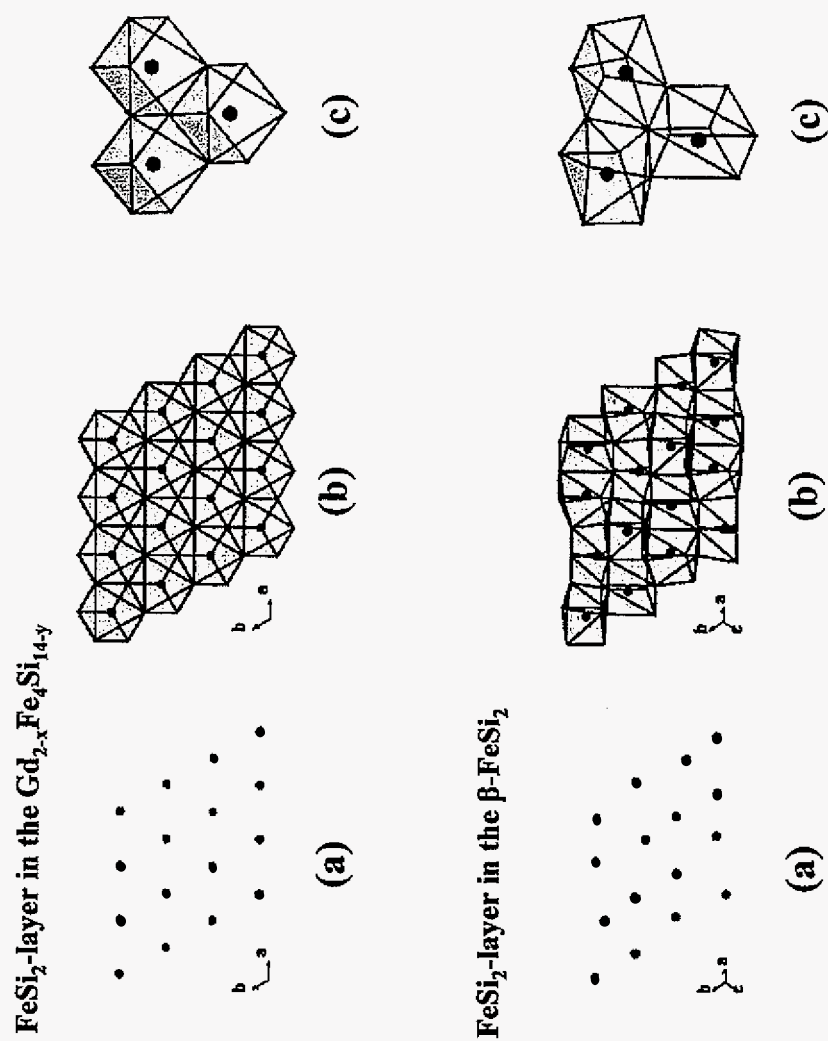 FeSi2-layer in the Gd2-xFe4Si14-y
b
a
(a)
b
a
(b)
(c)
FeSi2-layer in the β-FeSi2
b
a
c
(a)
b
a
c
(b)
(c)